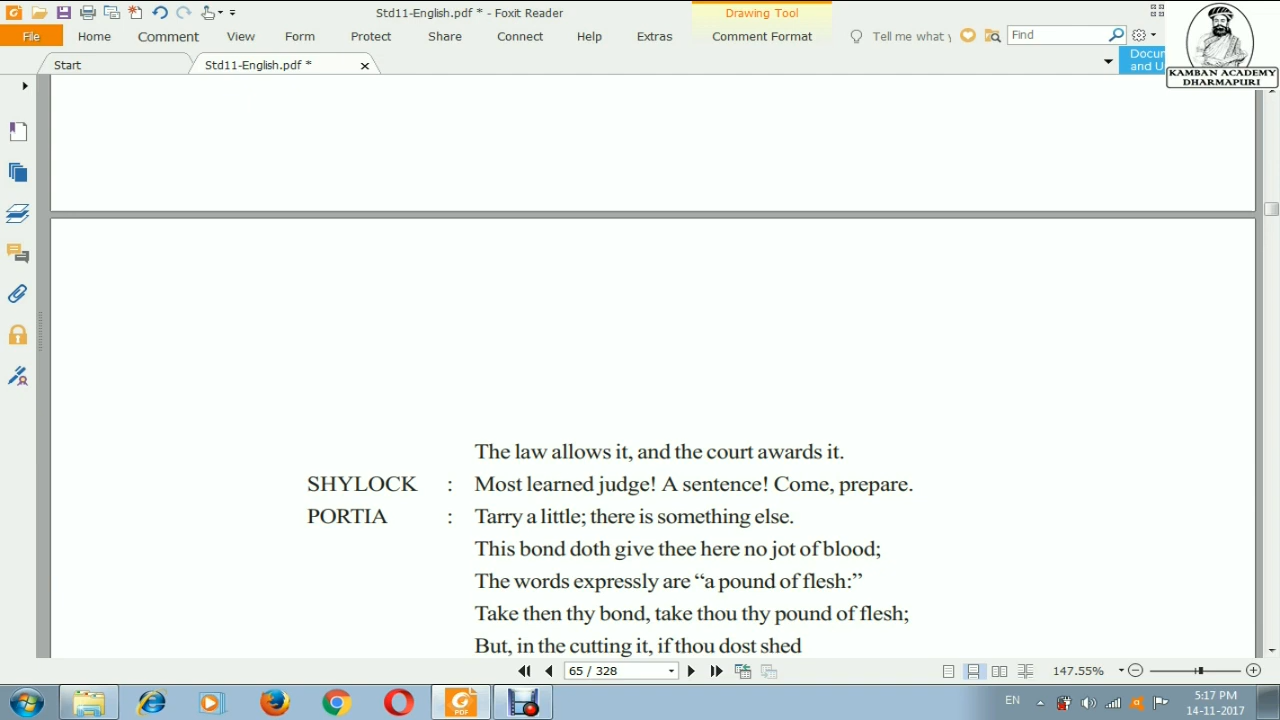 Std11-English.pdf * - Foxit Reader
Drawing Tool
File
Home
Comment
View
Form
Protect
Share
Connect
Help
Extras
Comment Format
Tell me what y
Find
Start
Std11-English.pdf *
Docum
and U
KAMBAN ACADEMY
DHARMAPURI
The law allows it, and the court awards it.
SHYLOCK : Most learned judge! A sentence! Come, prepare.
PORTIA : Tarry a little; there is something else.
This bond doth give thee here no jot of blood;
The words expressly are “a pound of flesh:”
Take then thy bond, take thou thy pound of flesh;
But, in the cutting it, if thou dost shed
65 / 328
147.55%
PDF
EN
5:17 PM
14-11-2017